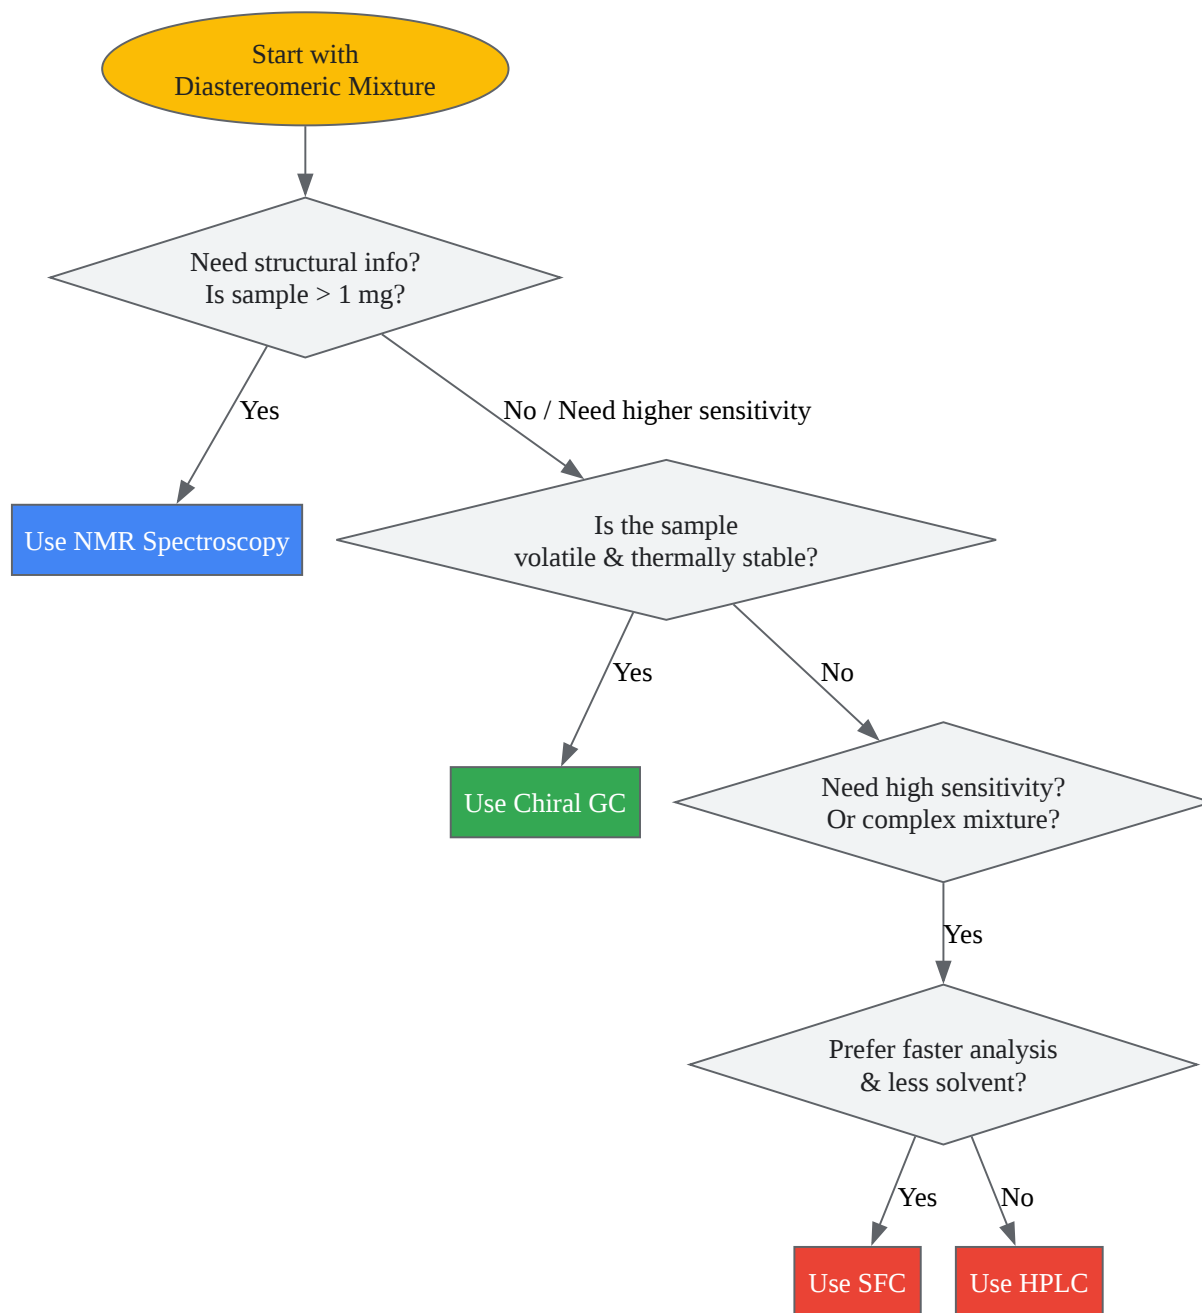 Start with
Diastereomeric Mixture
Need structural info?
Is sample > 1 mg?
Yes
No / Need higher sensitivity
Use NMR Spectroscopy
Is the sample
volatile & thermally stable?
Yes
No
Use Chiral GC
Need high sensitivity?
Or complex mixture?
Yes
Prefer faster analysis
& less solvent?
Yes
No
Use SFC
Use HPLC